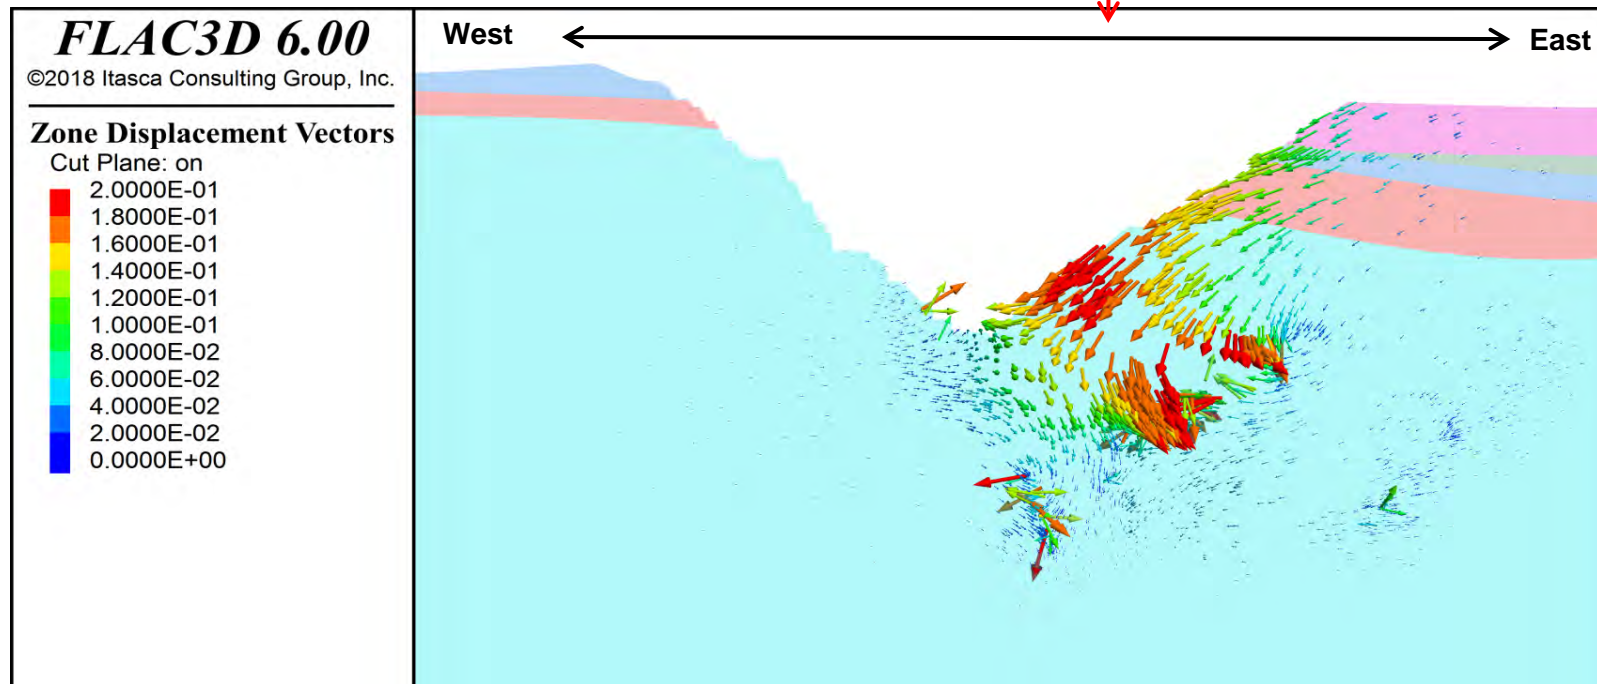 FLAC3D 6.00
©2018 Itasca Consulting Group, Inc.
Zone Displacement Vectors
Cut Plane: on
2.0000E-01
1.8000E-01
1.6000E-01
1.4000E-01
1.2000E-01
1.0000E-01
8.0000E-02
6.0000E-02
4.0000E-02
2.0000E-02
0.0000E+00
West East